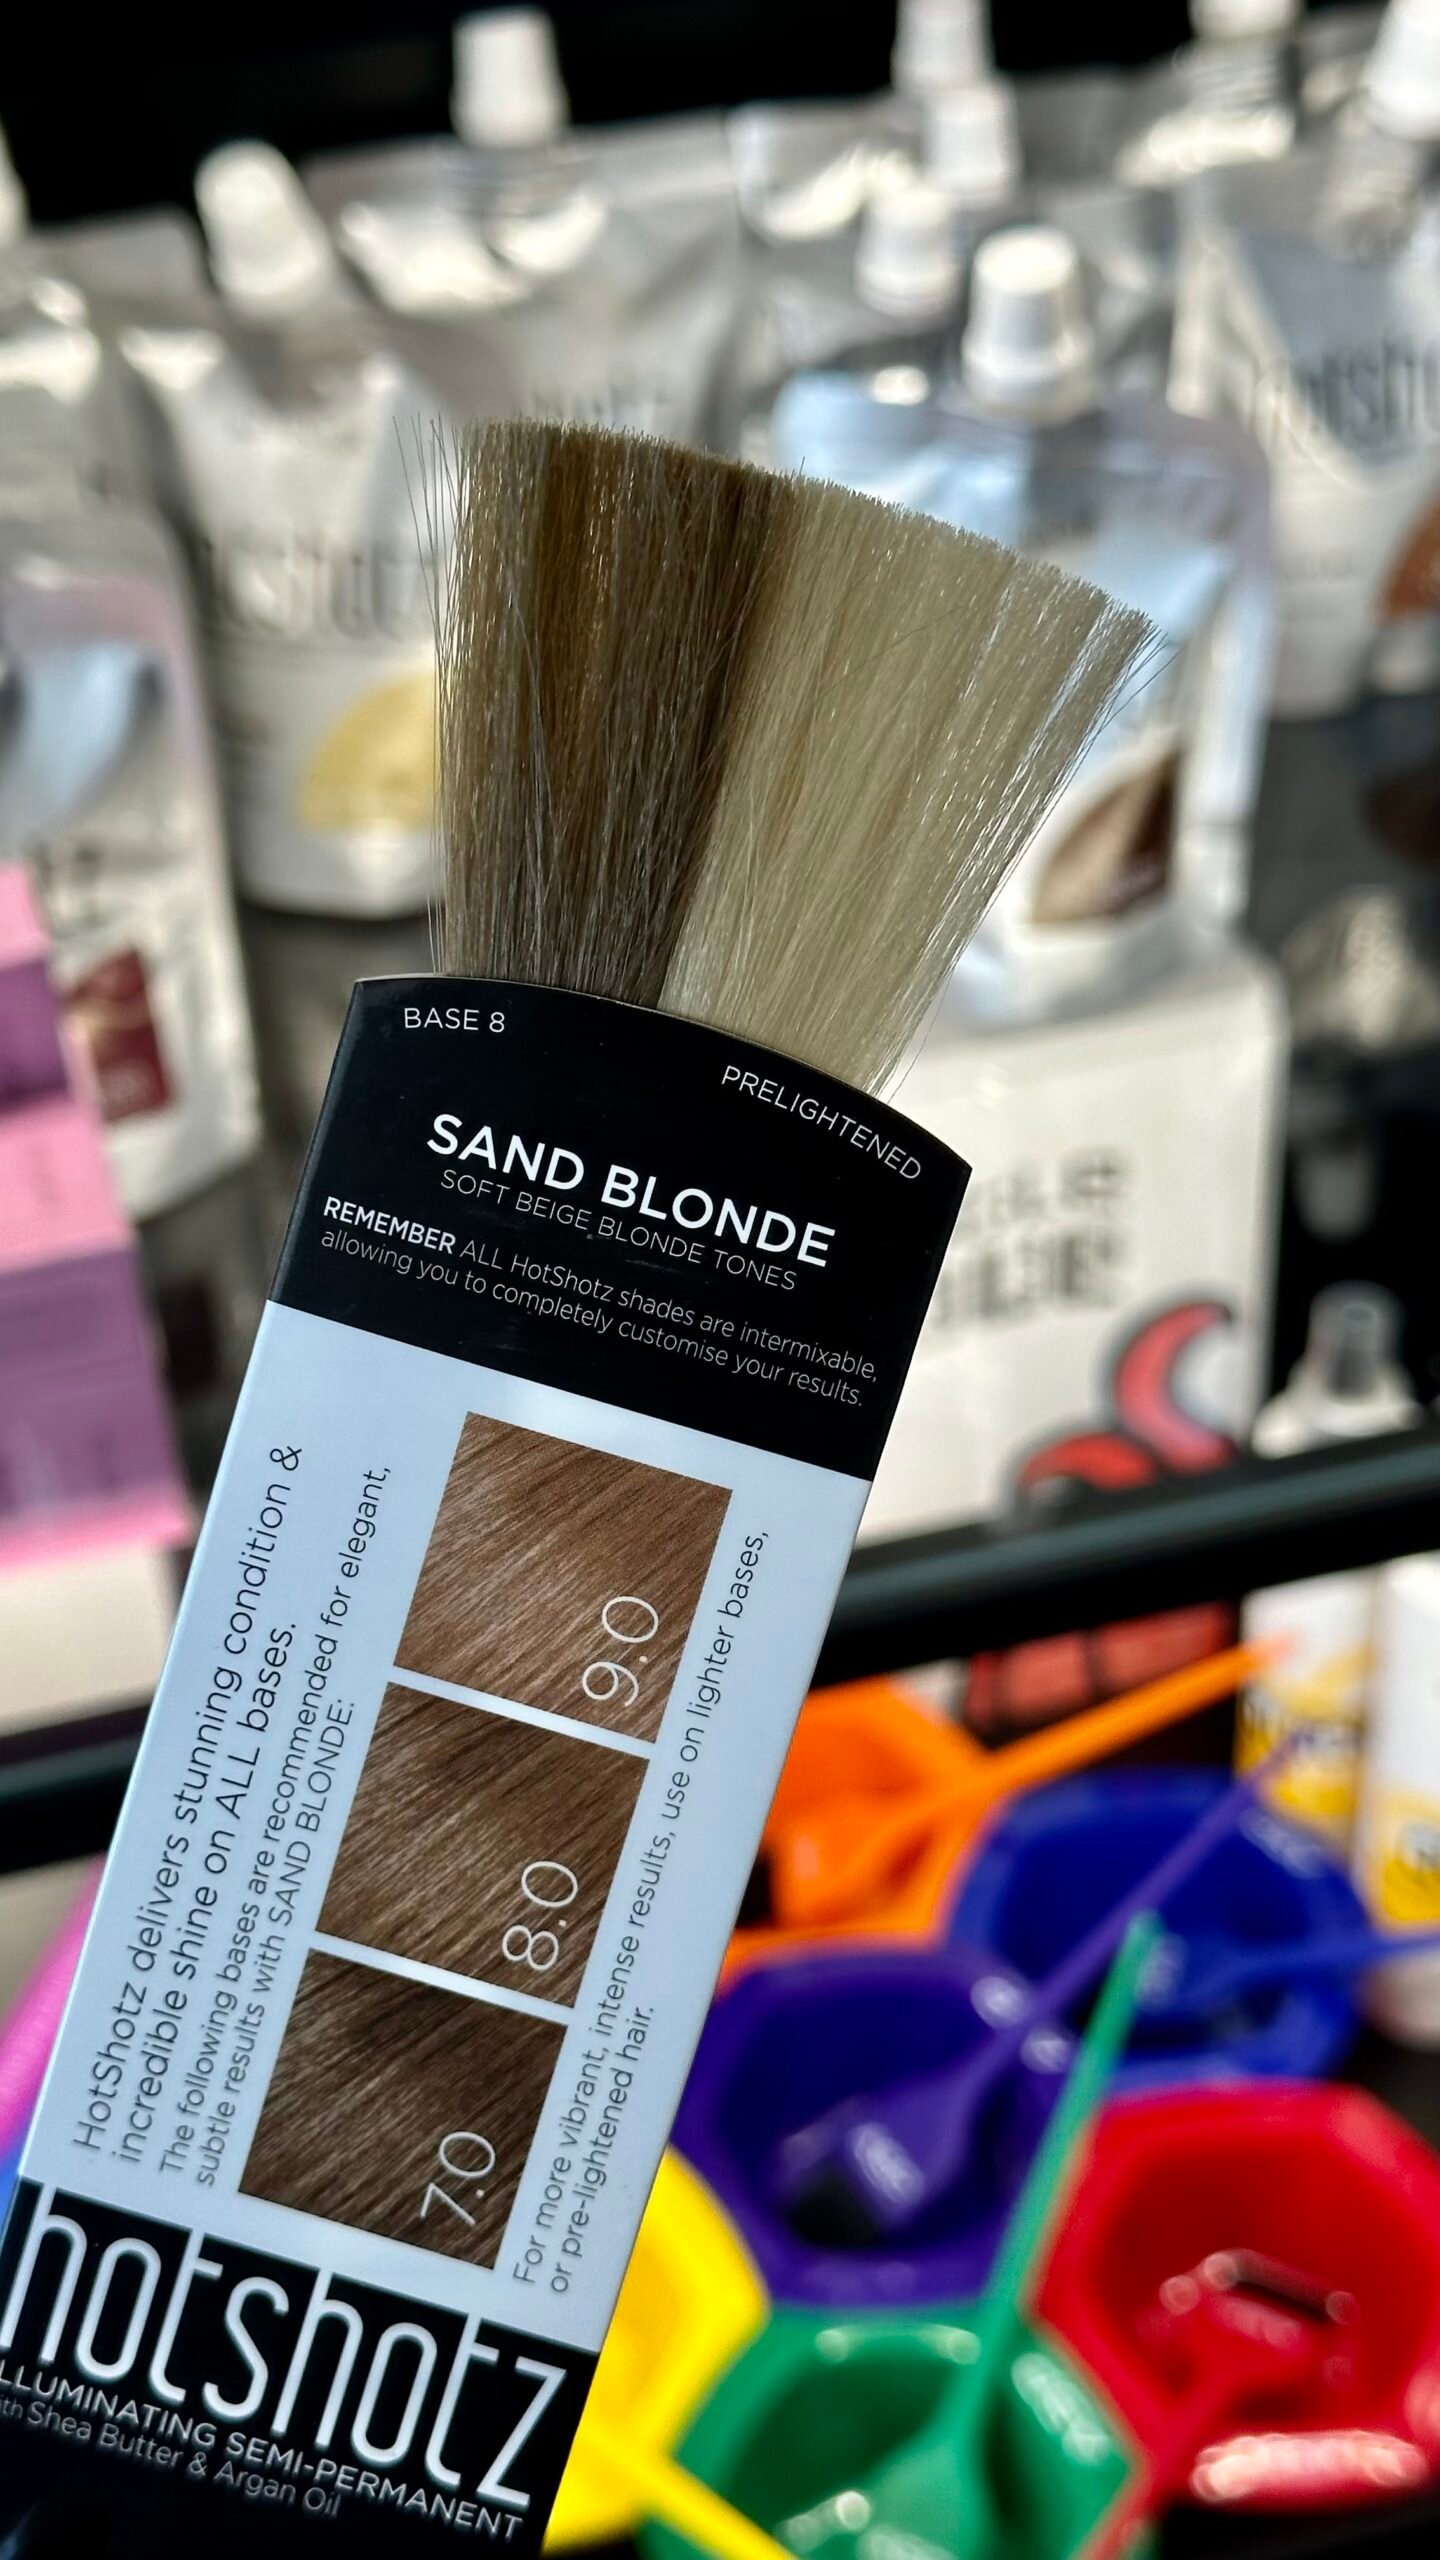 BASE 8
PRELIGHTENED
SAND BLONDE
SOFT BEIGE BLONDE TONES
REMEMBER ALL HotShotz shades are intermixable,
allowing you to completely customise your results.
HotShotz delivers stunning condition &
incredible shine on ALL bases.
The following bases are recommended for elegant,
subtle results with SAND BLONDE:
9.0
8.0
7.0
For more vibrant, intense results, use on lighter bases,
or pre-lightened hair.
hotshotz
ILLUMINATING SEMI-PERMANENT
with Shea Butter & Argan Oil